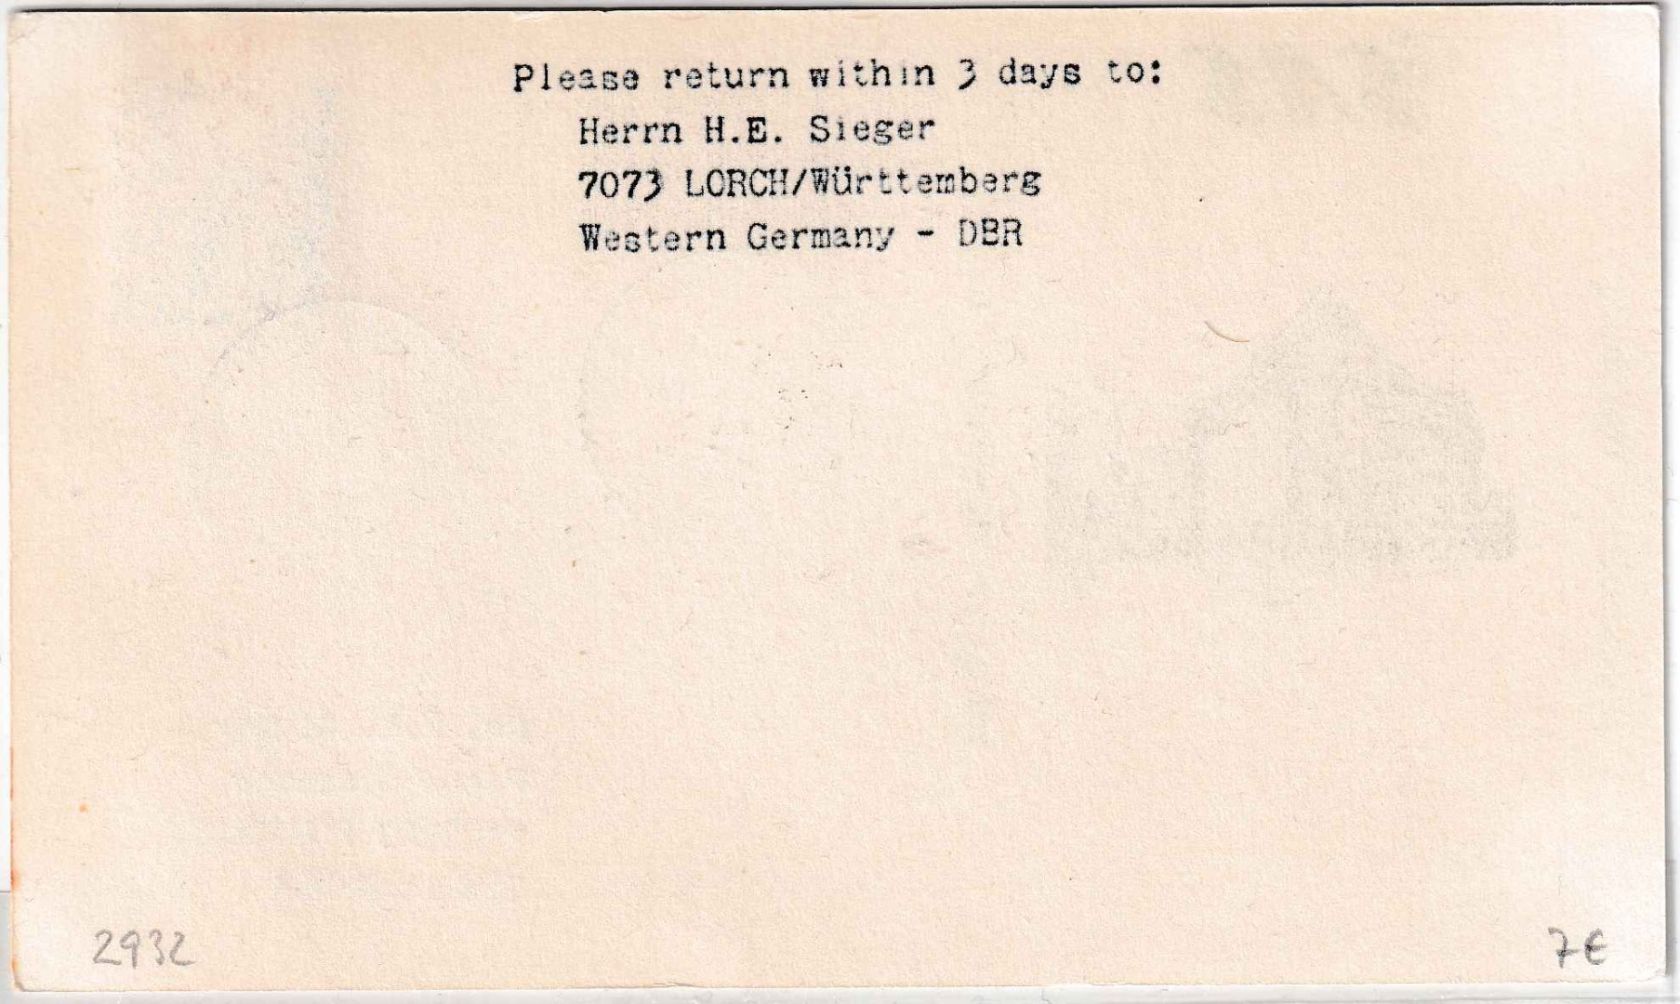 Please return within 3 days to:
Herrn H.E. Sieger
7073 LORCH/Württemberg
Western Germany - DBR
2932
7€